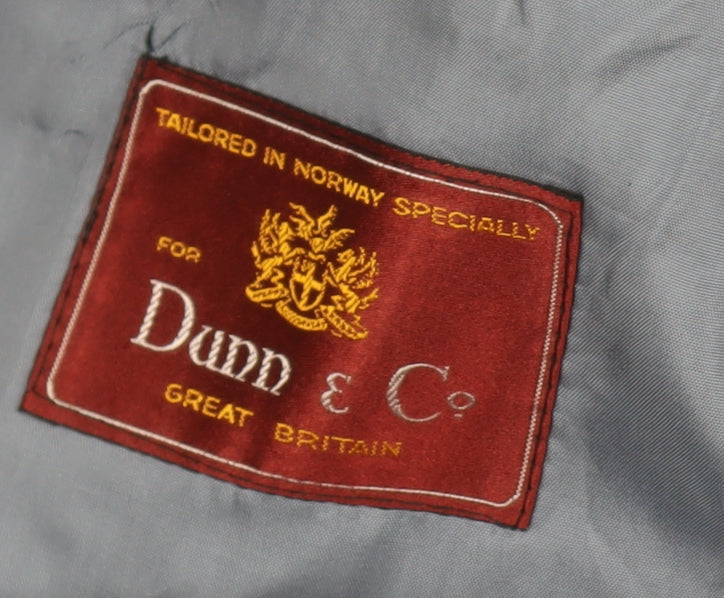 TAILORED IN NORWAY SPECIALLY
FOR
Dunn & Co
GREAT BRITAIN